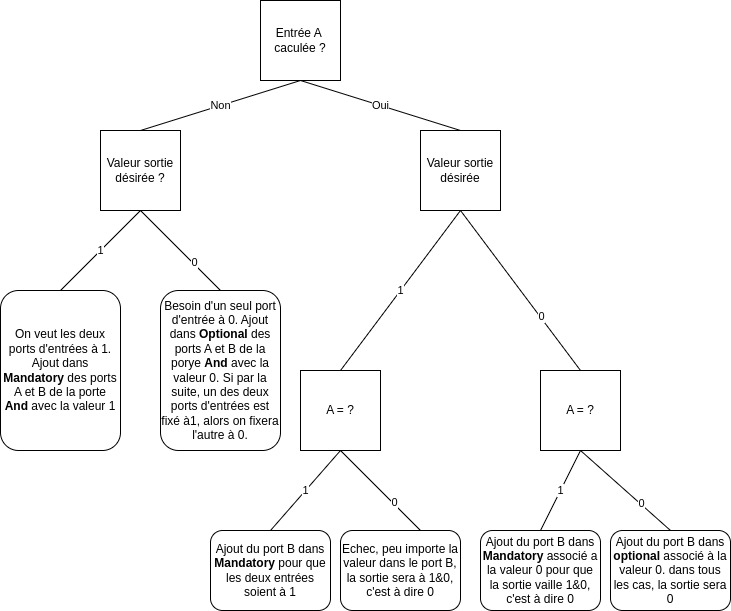 Entrée A
caculée ?
Non
Oui
Valeur sortie
désirée ?
Valeur sortie
désirée
1
0
1
0
On veut les deux
ports d'entrées à 1.
Ajout dans
Mandatory des ports
A et B de la porte
And avec la valeur 1
Besoin d'un seul port
d'entrée à 0. Ajout
dans Optional des
ports A et B de la
porye And avec la
valeur 0. Si par la
suite, un des deux
ports d'entrées est
fixé à1, alors on fixera
l'autre à 0.
A = ?
A = ?
1
0
1
0
Ajout du port B dans
Mandatory pour que
les deux entrées
soient à 1
Echec, peu importe la
valeur dans le port B,
la sortie sera à 1&0,
c'est à dire 0
Ajout du port B dans
Mandatory associé a
la valeur 0 pour que
la sortie vaille 1&0,
c'est à dire 0
Ajout du port B dans
optional associé à la
valeur 0. dans tous
les cas, la sortie sera
0